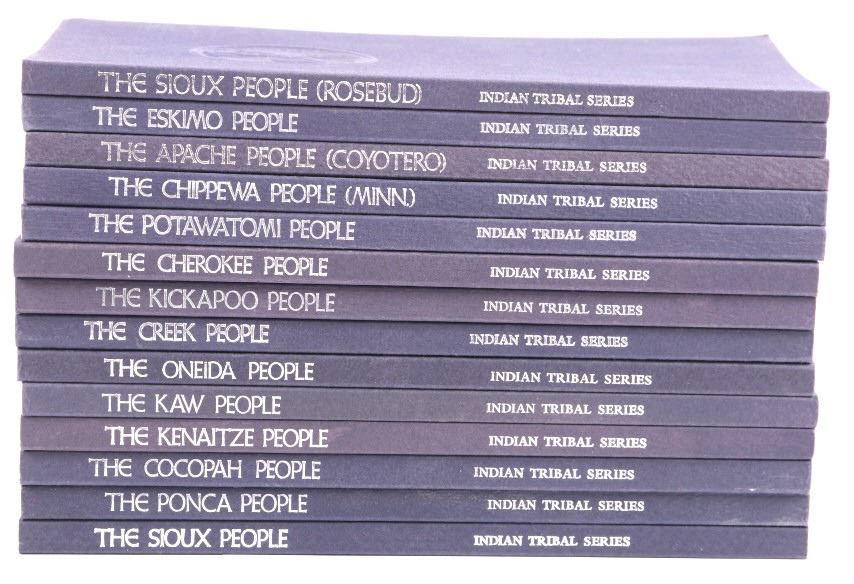 THE SIOUX PEOPLE (ROSEBUD) INDIAN TRIBAL SERIES
THE ESKIMO PEOPLE INDIAN TRIBAL SERIES
THE APACHE PEOPLE (COYOTERO) INDIAN TRIBAL SERIES
THE CHIPPEWA PEOPLE (MINN.) INDIAN TRIBAL SERIES
THE POTAWATOMI PEOPLE INDIAN TRIBAL SERIES
THE CHEROKEE PEOPLE INDIAN TRIBAL SERIES
THE KICKAPOO PEOPLE INDIAN TRIBAL SERIES
THE CREEK PEOPLE INDIAN TRIBAL SERIES
THE ONEIDA PEOPLE INDIAN TRIBAL SERIES
THE KAW PEOPLE INDIAN TRIBAL SERIES
THE KENAITZE PEOPLE INDIAN TRIBAL SERIES
THE COCOPAH PEOPLE INDIAN TRIBAL SERIES
THE PONCA PEOPLE INDIAN TRIBAL SERIES
THE SIOUX PEOPLE INDIAN TRIBAL SERIES